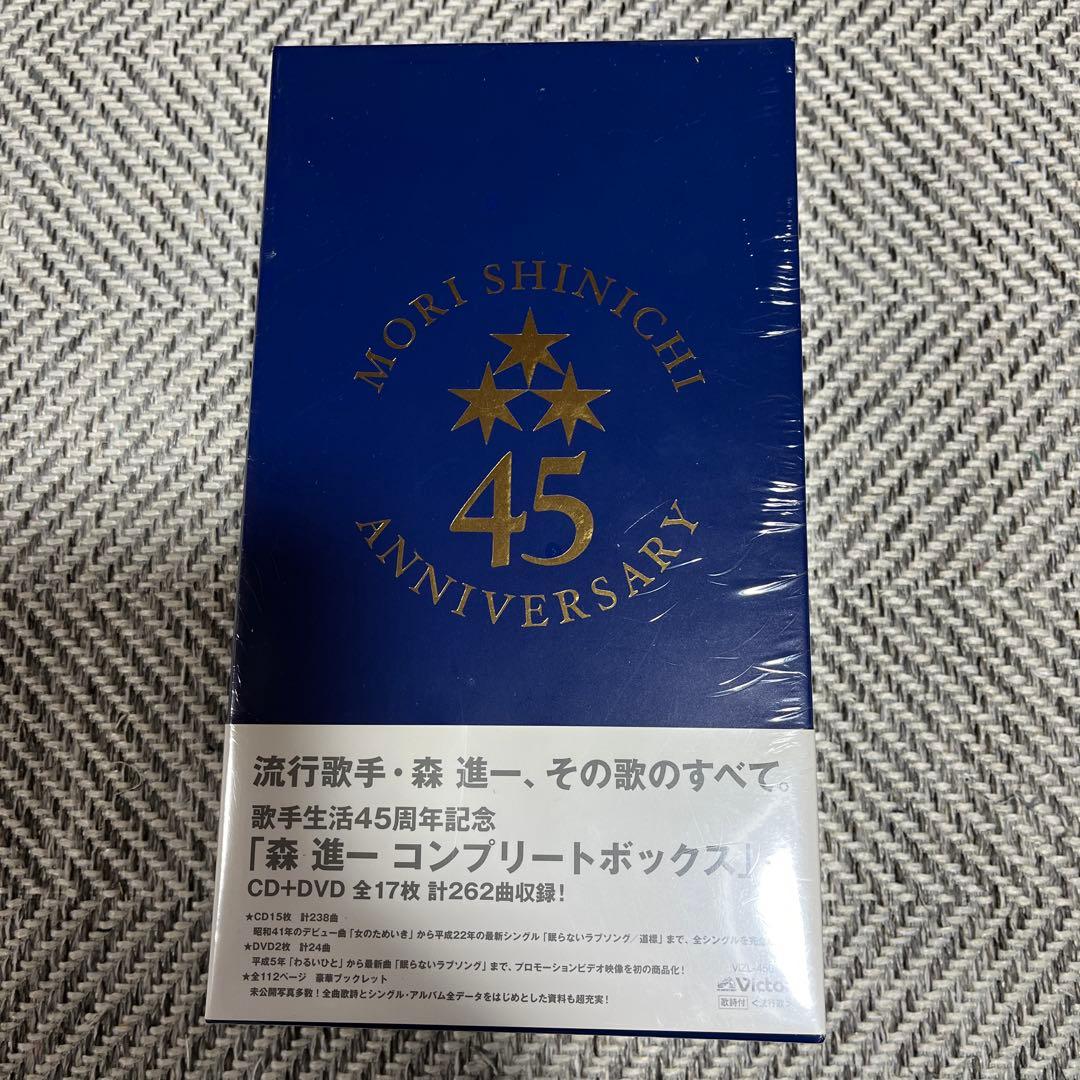 MORI SHINICHI
45
ANNIVERSARY
流行歌手・森 進一、その歌のすべて。
歌手生活45周年記念
「森 進一 コンプリートボックス」
CD+DVD 全17枚 計262曲収録!
★CD15枚 計238曲
昭和41年のデビュー曲「女のためいき」から平成22年の最新シングル「眠らないラブソング/道標」まで、全シングルを完全
★DVD2枚 計24曲
平成5年「わるいひと」から最新曲「眠らないラブソング」まで、プロモーションビデオ映像を初の商品化!
★全112ページ 豪華ブックレット
未公開写真多数!全曲歌詩とシングル・アルバム全データをはじめとした資料も超充実!
Victo
歌詩付 <流行歌>